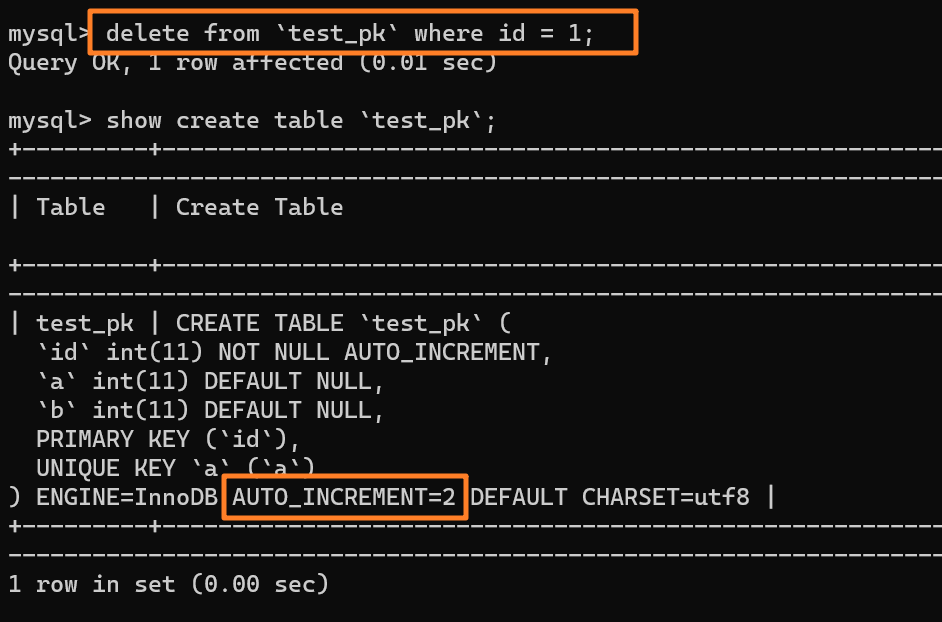 mysql> delete from `test_pk` where id = 1;
Query OK, 1 row affected (0.01 sec)
mysql> show create table `test_pk`;
+---------+--------------------------------------------------------
-------------------------------------------------------------------
| Table   | Create Table
+---------+--------------------------------------------------------
-------------------------------------------------------------------
| test_pk | CREATE TABLE `test_pk` (
  `id` int(11) NOT NULL AUTO_INCREMENT,
  `a` int(11) DEFAULT NULL,
  `b` int(11) DEFAULT NULL,
  PRIMARY KEY (`id`),
  UNIQUE KEY `a` (`a`)
) ENGINE=InnoDB AUTO_INCREMENT=2 DEFAULT CHARSET=utf8 |
+---------+--------------------------------------------------------
-------------------------------------------------------------------
1 row in set (0.00 sec)